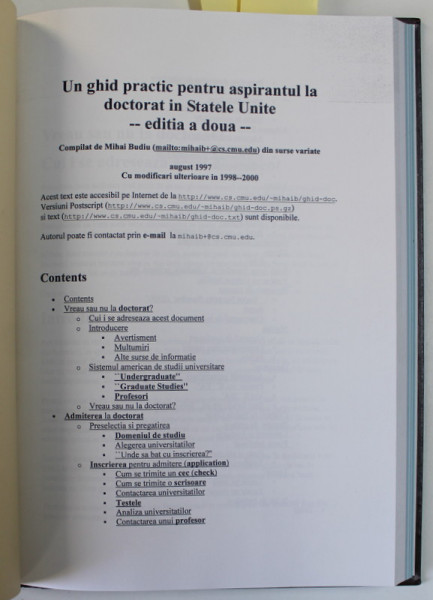 Un ghid practic pentru aspirantul la
doctorat in Statele Unite
-- editia a doua --
Compilat de Mihai Budiu (mailto:mihaib+@cs.cmu.edu) din surse variate
august 1997
Cu modificari ulterioare in 1998--2000
Acest text este accesibil pe Internet de la http://www.cs.cmu.edu/~mihaib/ghid-doc.
Versiuni Postscript (http://www.cs.cmu.edu/~mihaib/ghid-doc.ps.gz)
si text (http://www.cs.cmu.edu/~mihaib/ghid-doc.txt) sunt disponibile.
Autorul poate fi contactat prin e-mail la mihaib+@cs.cmu.edu.
Contents
• Contents
• Vreau sau nu la doctorat?
o Cui i se adreseaza acest document
o Introducere
▪ Avertisment
▪ Multumiri
▪ Alte surse de informatie
o Sistemul american de studii universitare
▪ ``Undergraduate''
▪ ``Graduate Studies''
▪ Profesori
o Vreau sau nu la doctorat?
• Admiterea la doctorat
o Preselectia si pregatirea
▪ Domeniul de studiu
▪ Alegerea universitatilor
▪ ``Unde sa bat cu inscrierea?''
o Inscrierea pentru admitere (application)
▪ Cum se trimite un cec (check)
▪ Cum se trimite o scrisoare
▪ Contactarea universitatilor
▪ Testele
▪ Analiza universitatilor
▪ Contactarea unui profesor